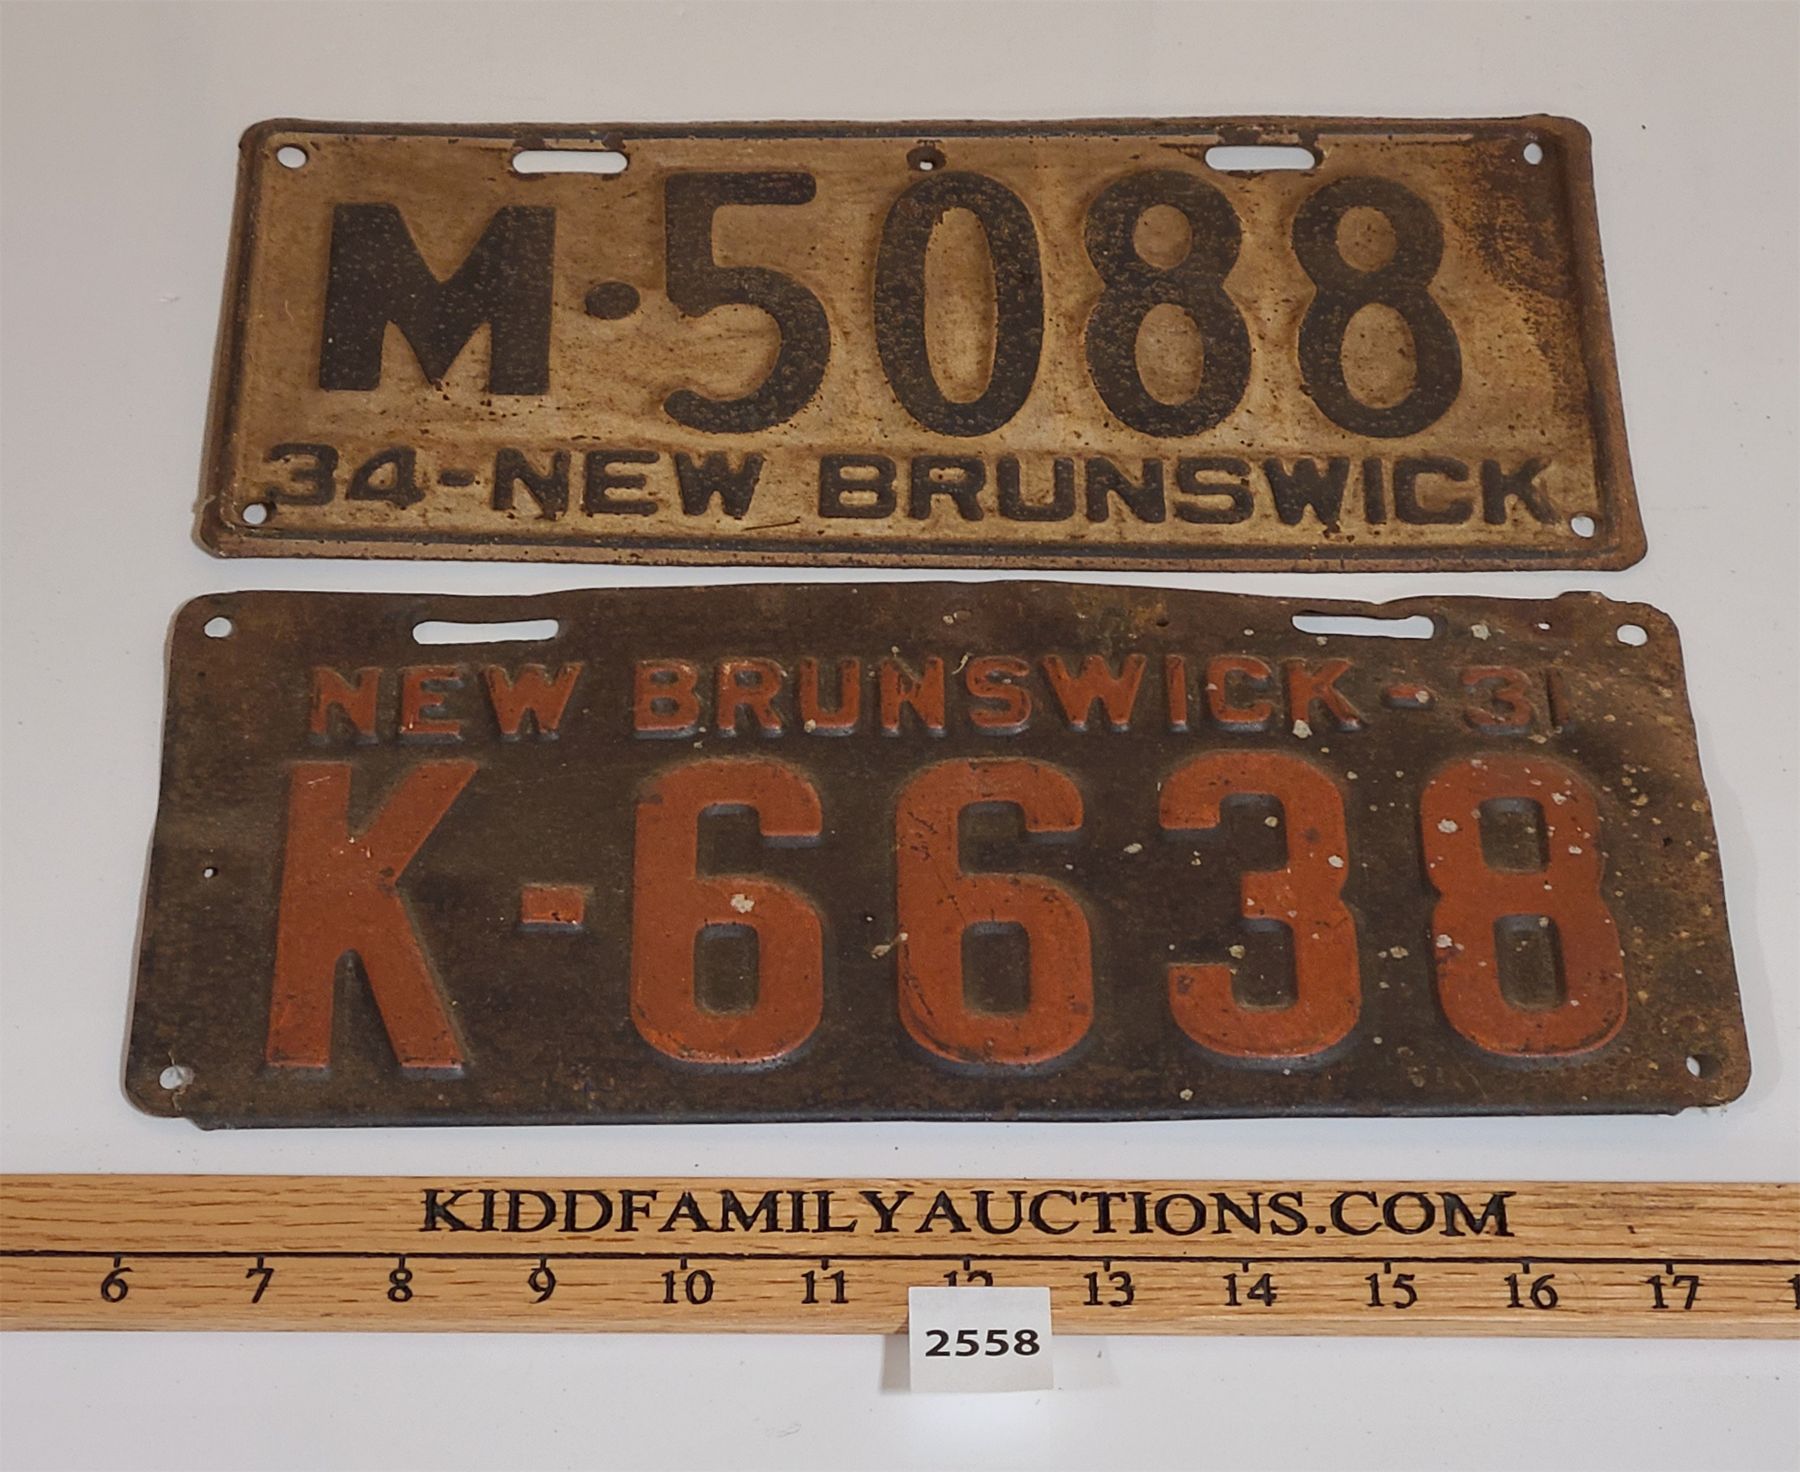 M·5088
34-NEW BRUNSWICK
NEW BRUNSWICK-31
K-6638
KIDDFAMILYAUCTIONS.COM
6 7 8 9 10 11 12 13 14 15 16 17
2558